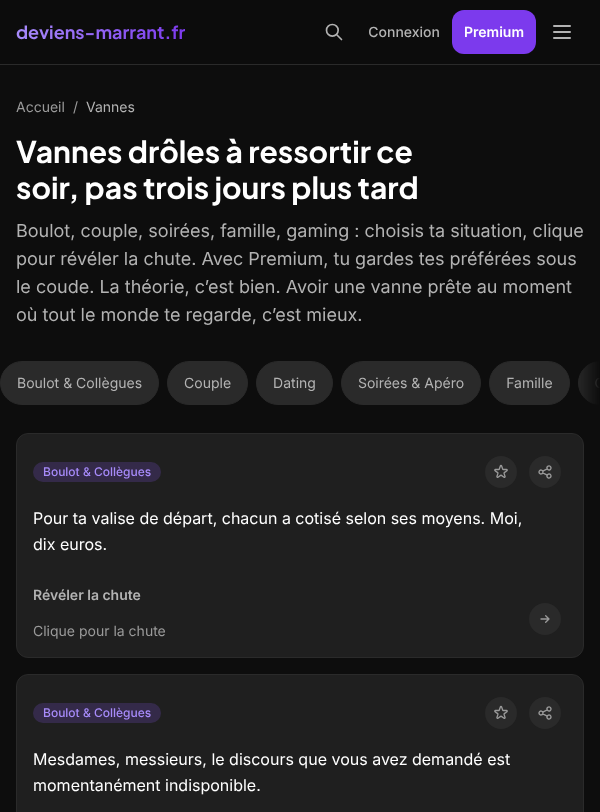 deviens-marrant.fr
Connexion
Premium
Accueil / Vannes
Vannes drôles à ressortir ce
soir, pas trois jours plus tard
Boulot, couple, soirées, famille, gaming : choisis ta situation, clique
pour révéler la chute. Avec Premium, tu gardes tes préférées sous
le coude. La théorie, c’est bien. Avoir une vanne prête au moment
où tout le monde te regarde, c’est mieux.
Boulot & Collègues
Couple
Dating
Soirées & Apéro
Famille
Boulot & Collègues
Pour ta valise de départ, chacun a cotisé selon ses moyens. Moi,
dix euros.
Révéler la chute
Clique pour la chute
Boulot & Collègues
Mesdames, messieurs, le discours que vous avez demandé est
momentanément indisponible.